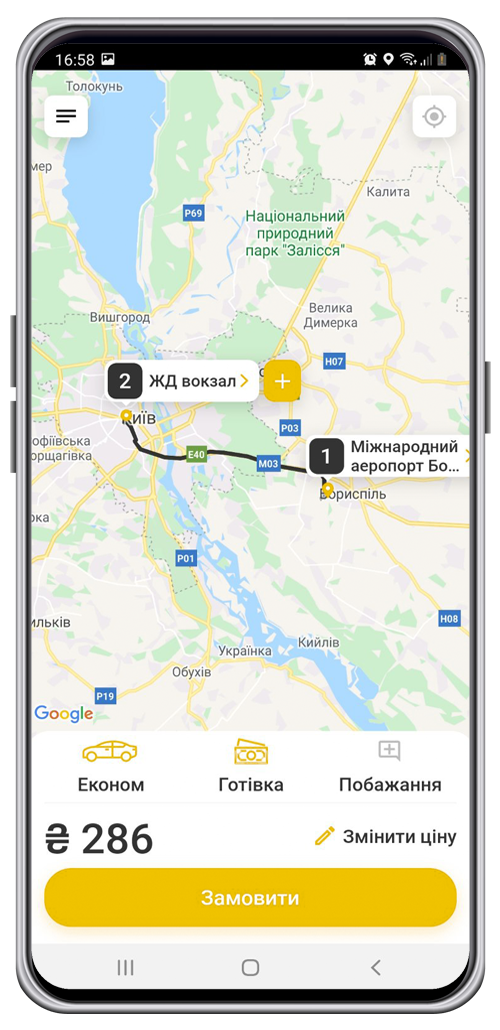 16:58
Толокунь
мер
Калита
P69
Національний
природний
парк "Залісся"
Велика
Димерка
Вишгород
H07
2 ЖД вокзал
+
Київ
P03
офіївська
орщагівка
E40
M03
1 Міжнародний
аеропорт Бо...
Бориспіль
рка
P01
ильків
H08
Українка
Кийлів
Обухів
P19
Google
Економ
Готівка
Побажання
₴ 286
Змінити ціну
Замовити